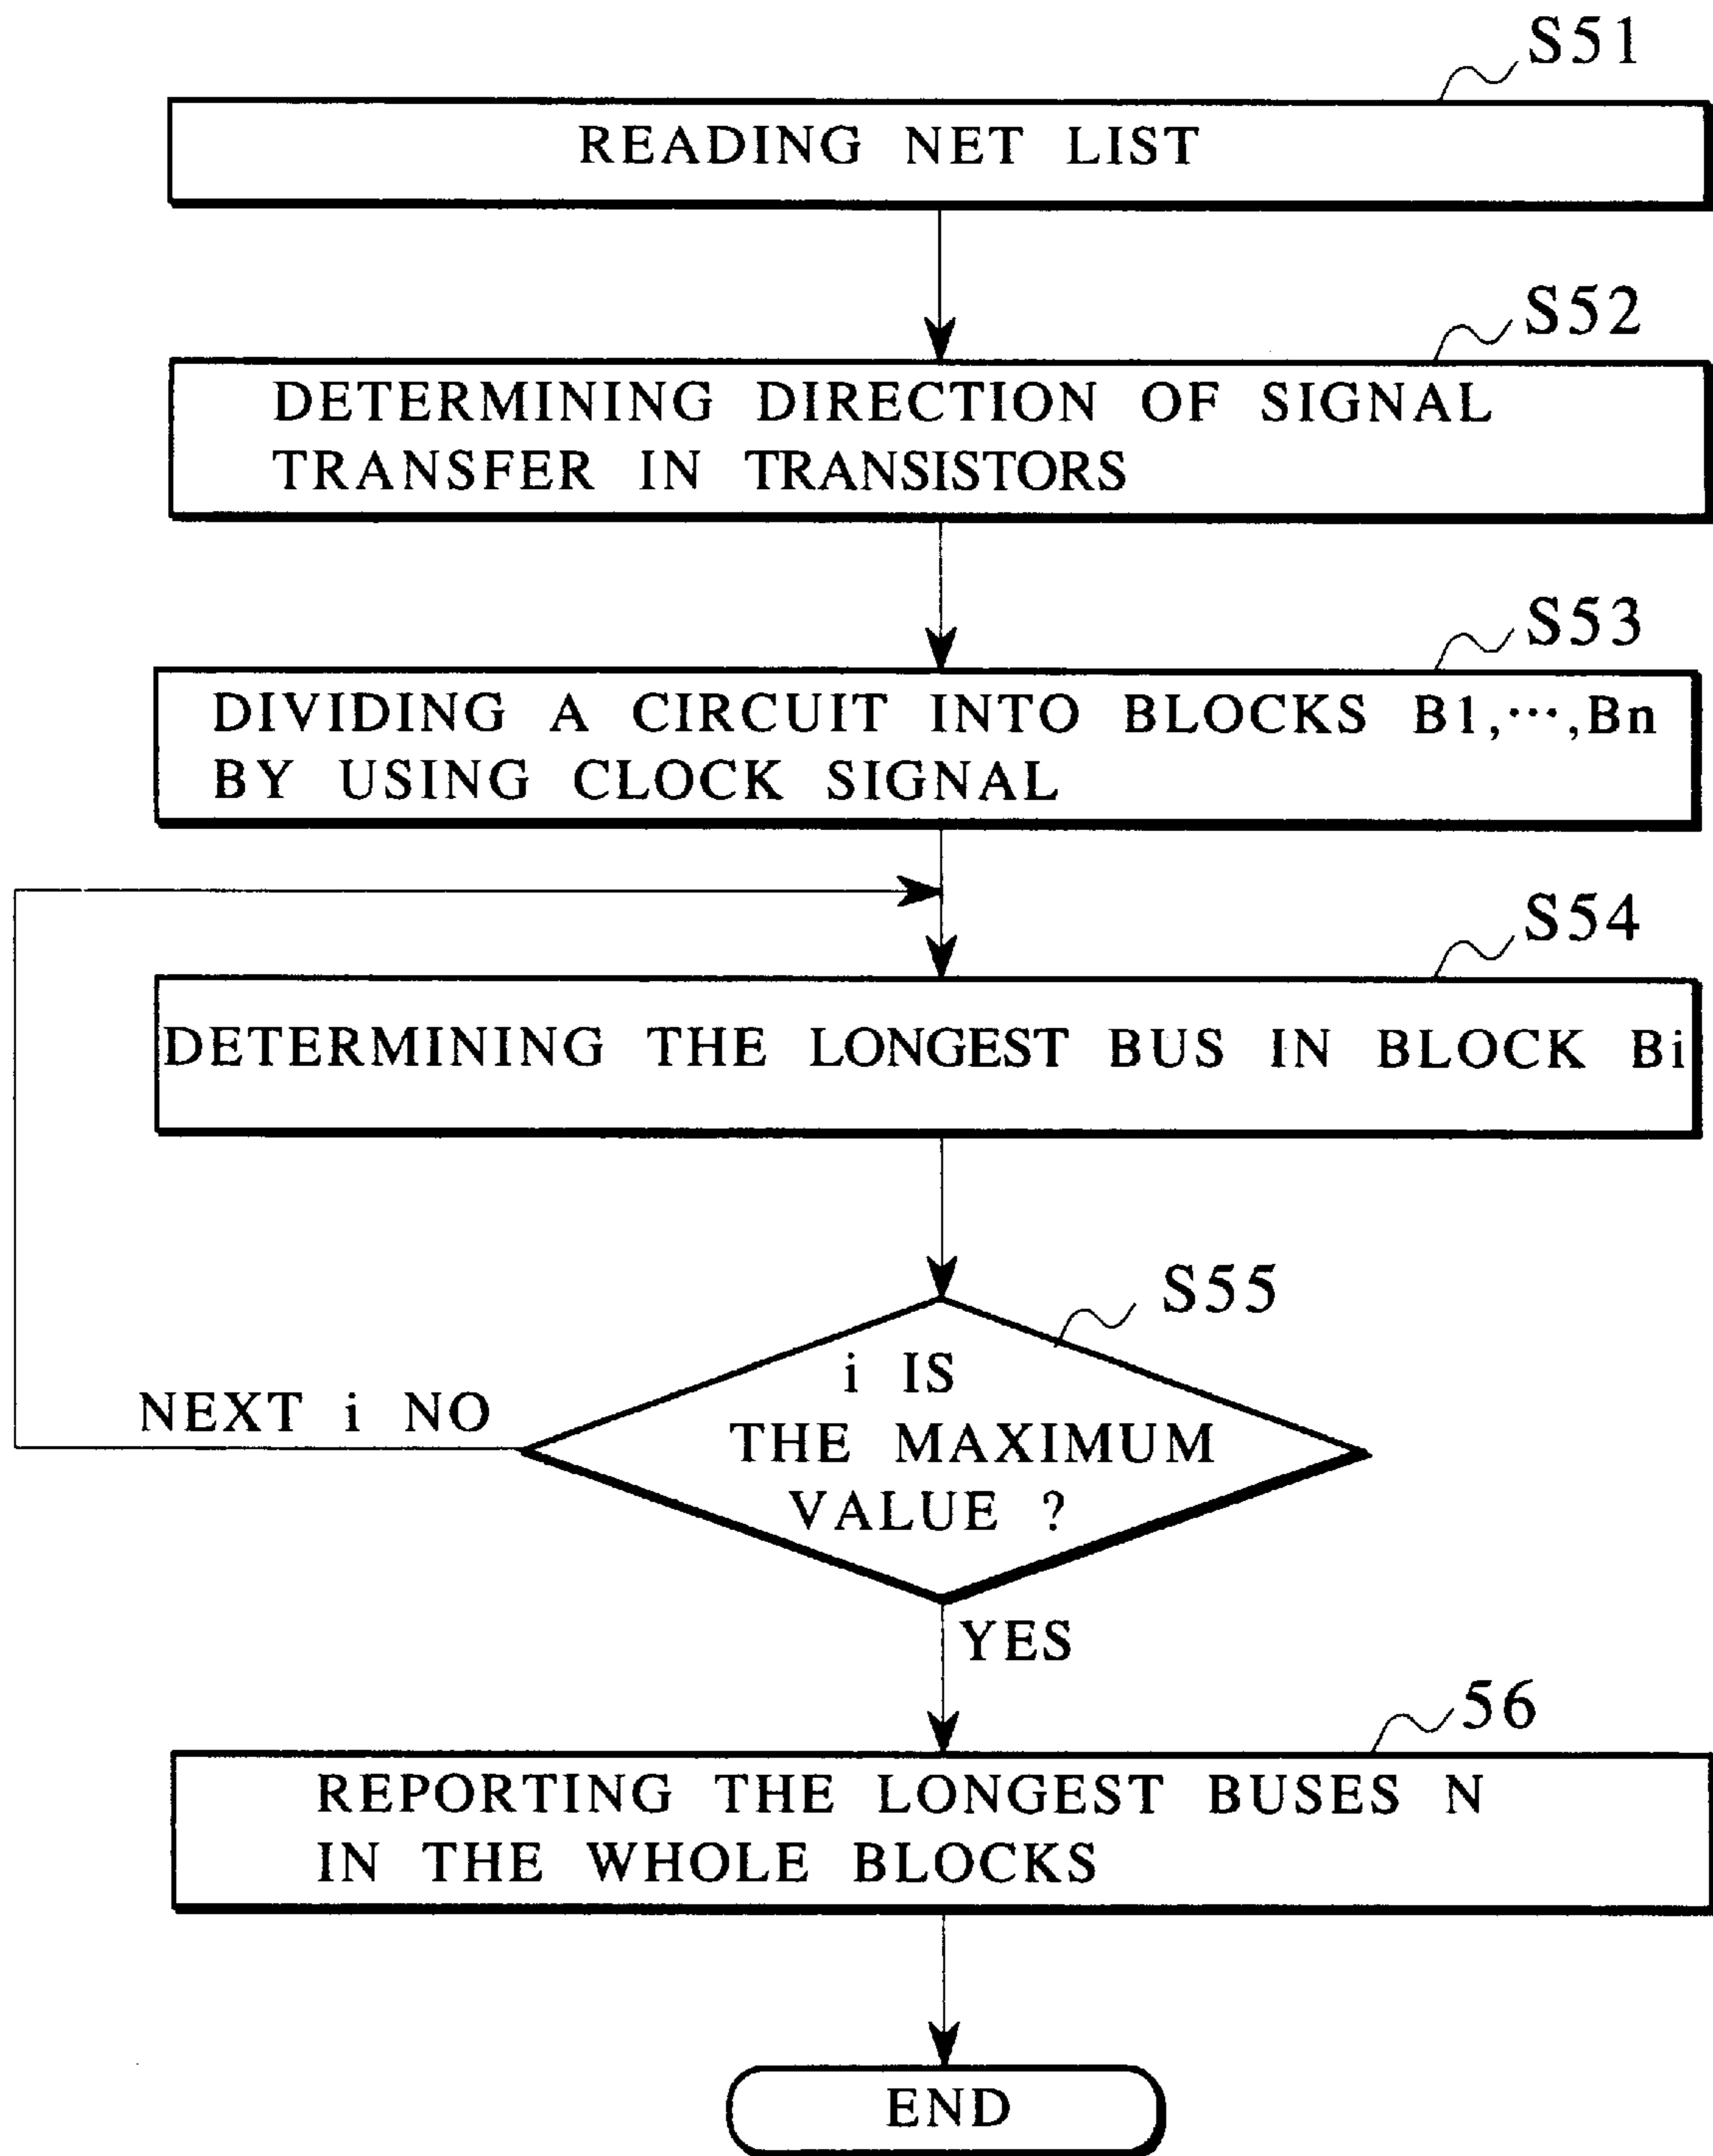 S51
READING NET LIST
S52
DETERMINING DIRECTION OF SIGNAL
TRANSFER IN TRANSISTORS
S53
DIVIDING A CIRCUIT INTO BLOCKS B1,···,Bn
BY USING CLOCK SIGNAL
S54
DETERMINING THE LONGEST BUS IN BLOCK Bi
S55
i IS
THE MAXIMUM
VALUE ?
NEXT i NO
YES
56
REPORTING THE LONGEST BUSES N
IN THE WHOLE BLOCKS
END